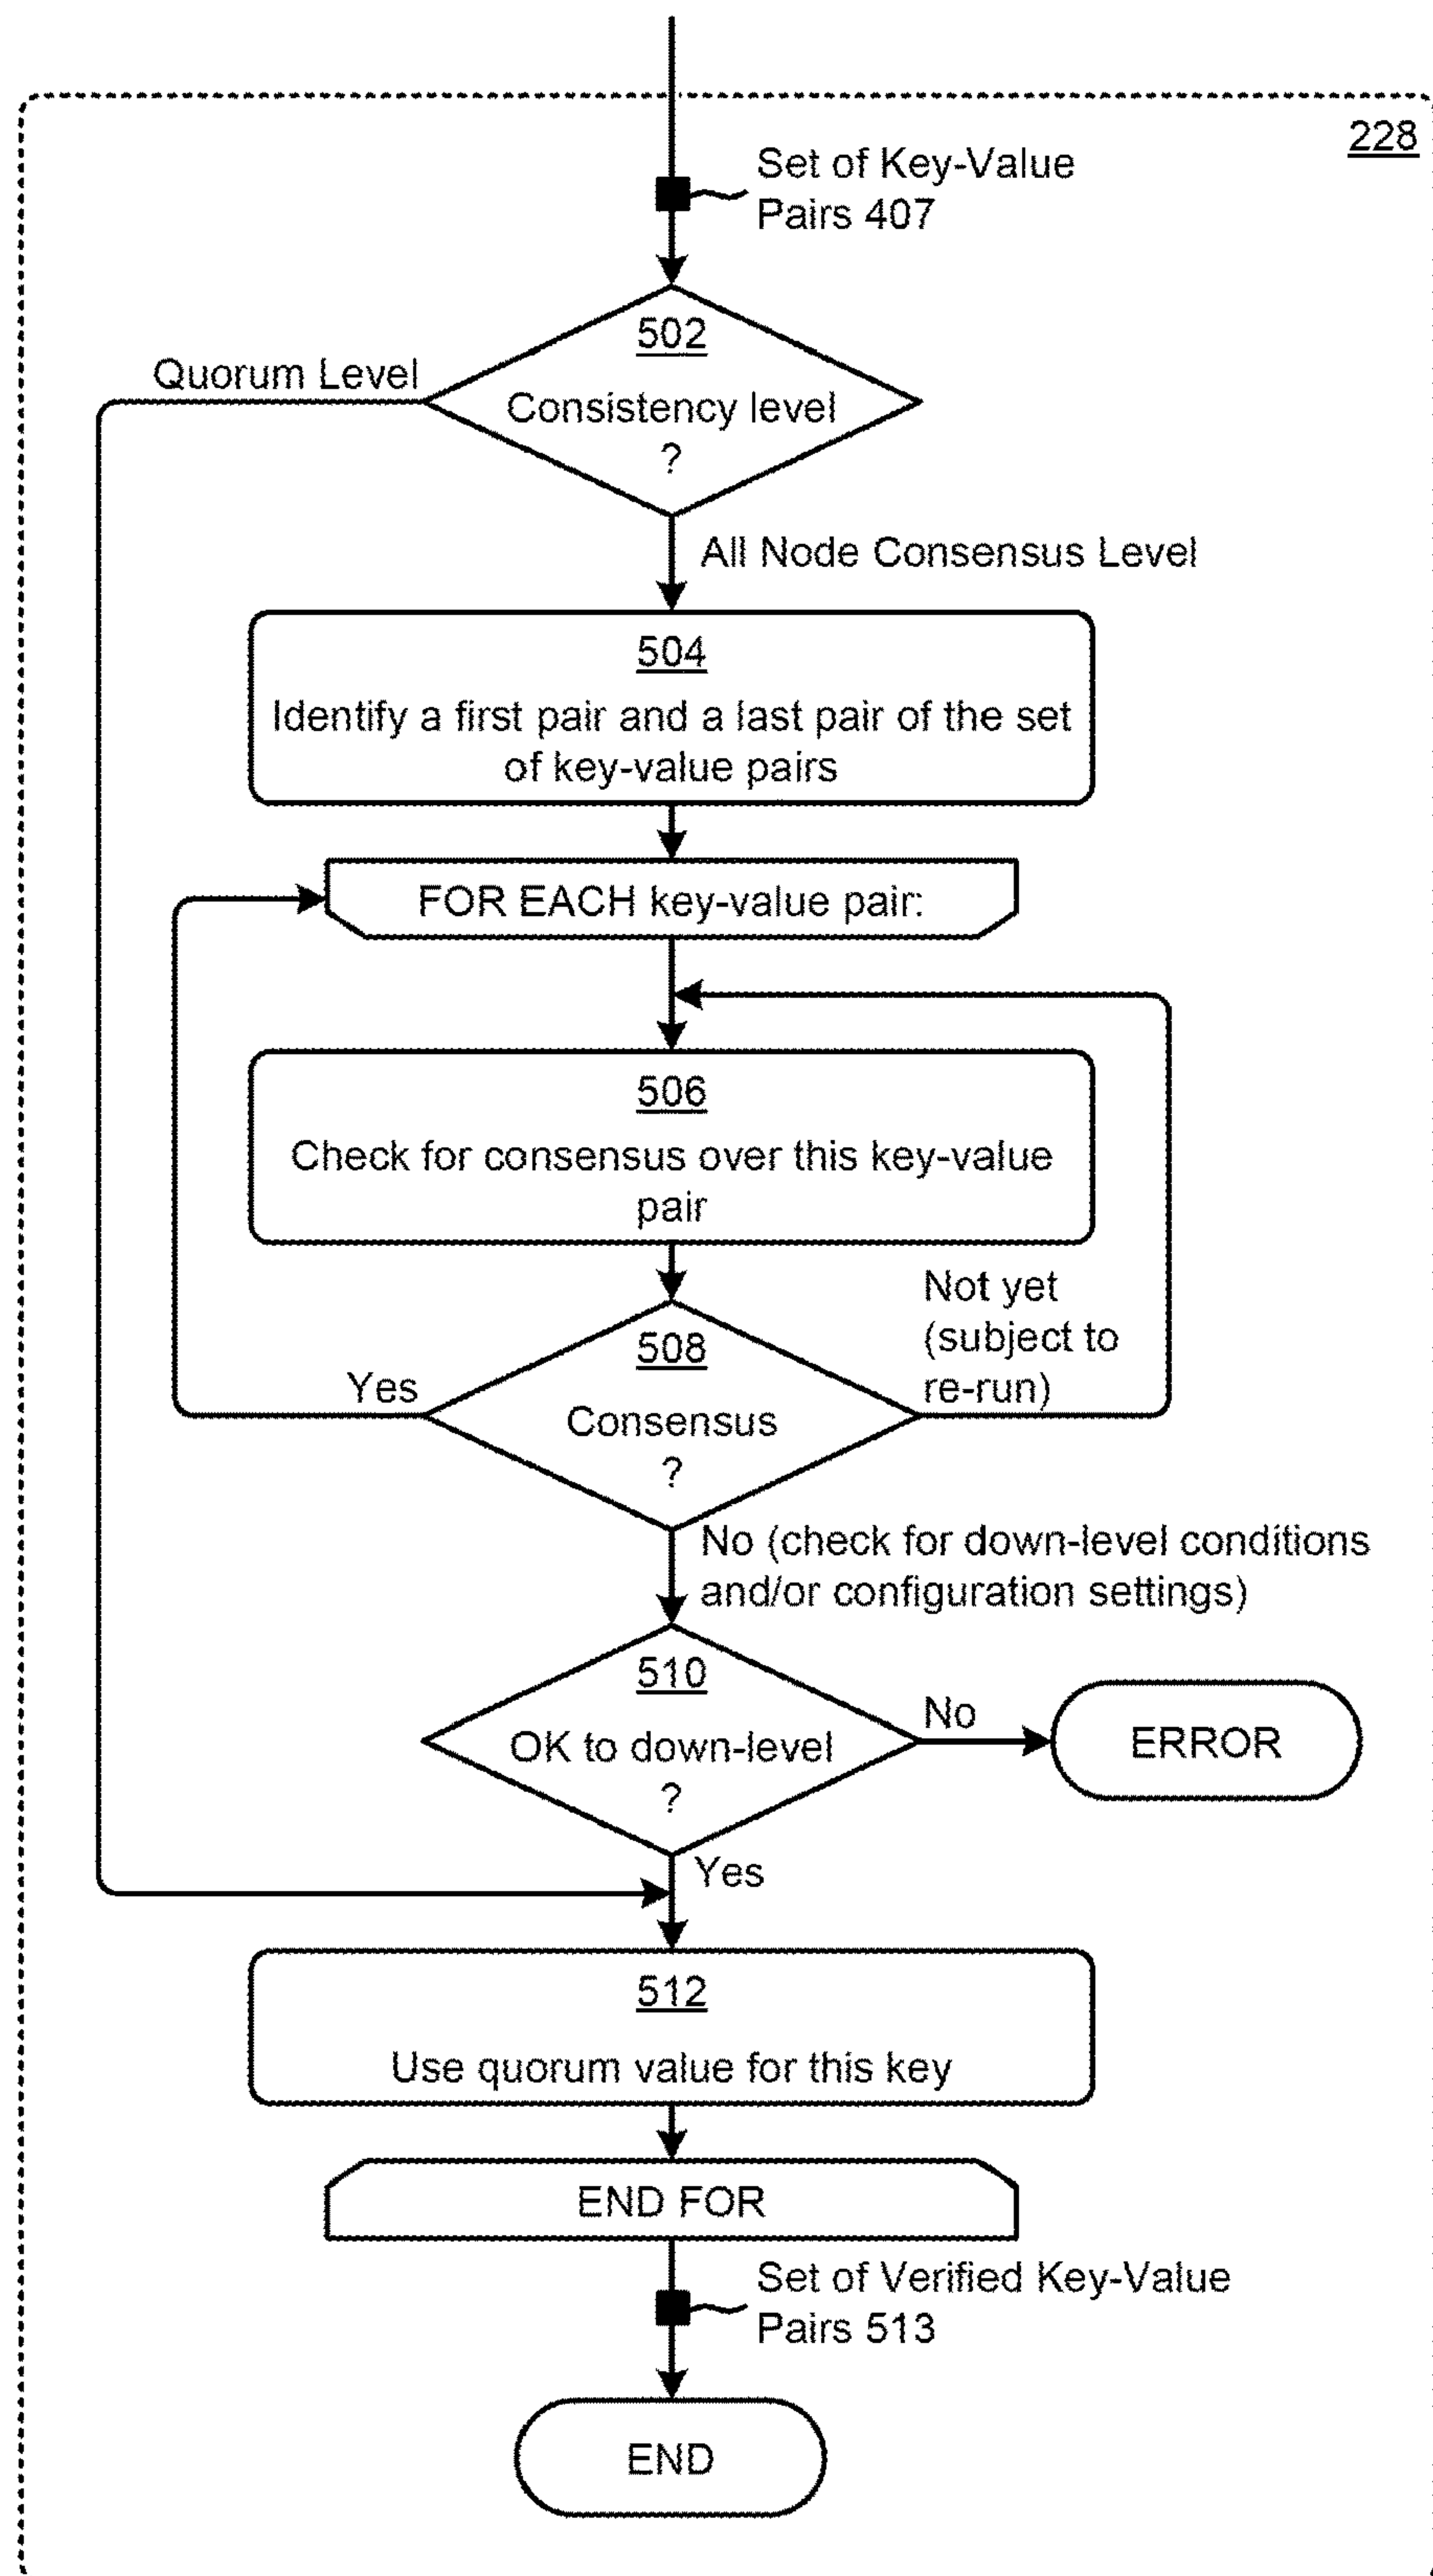 228
Set of Key-Value
Pairs 407
502
Quorum Level
Consistency level
?
All Node Consensus Level
504
Identify a first pair and a last pair of the set
of key-value pairs
FOR EACH key-value pair:
506
Check for consensus over this key-value
pair
Not yet
(subject to
re-run)
508
Yes
Consensus
?
No (check for down-level conditions
and/or configuration settings)
510
No
OK to down-level
?
ERROR
Yes
512
Use quorum value for this key
END FOR
Set of Verified Key-Value
Pairs 513
END